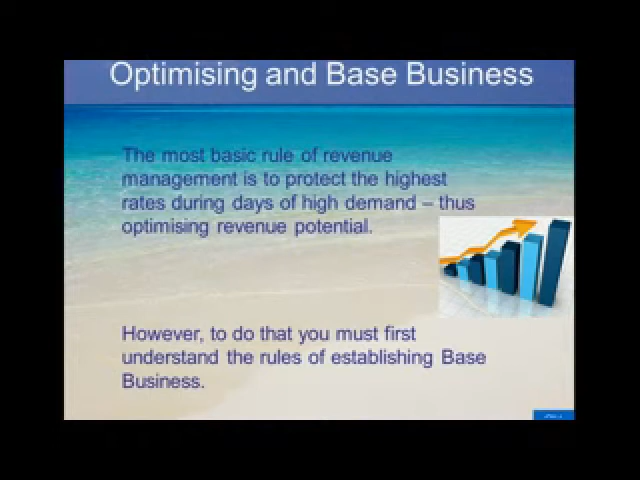 Optimising and Base Business
The most basic rule of revenue
management is to protect the highest
rates during days of high demand – thus
optimising revenue potential.
However, to do that you must first
understand the rules of establishing Base
Business.